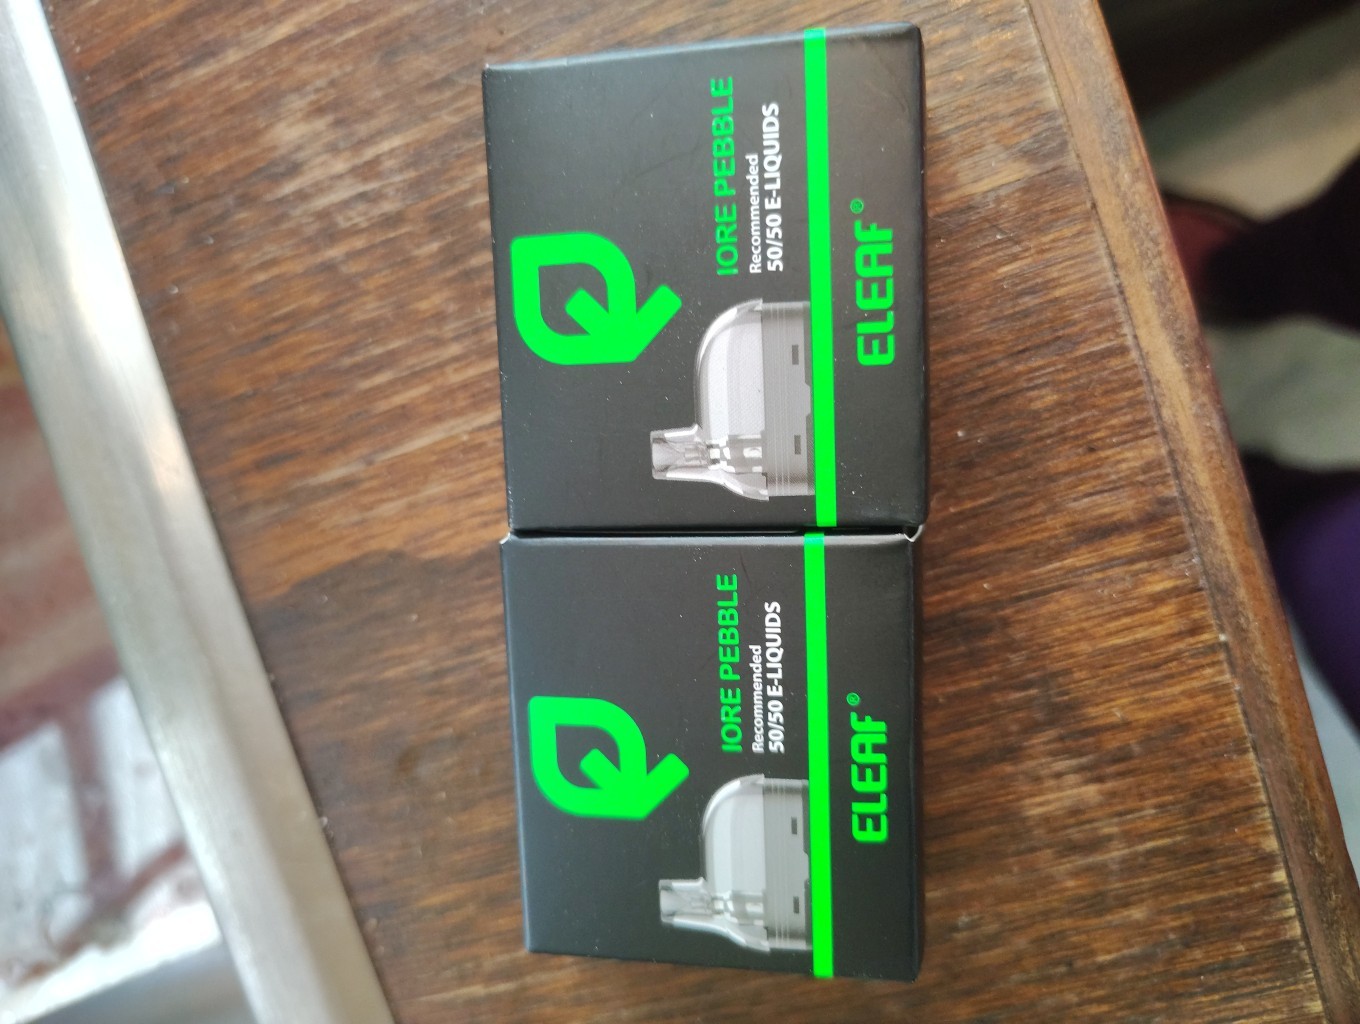 IORE PEBBLE
Recommended
50/50 E-LIQUIDS
ELEAF®
IORE PEBBLE
Recommended
50/50 E-LIQUIDS
ELEAF®